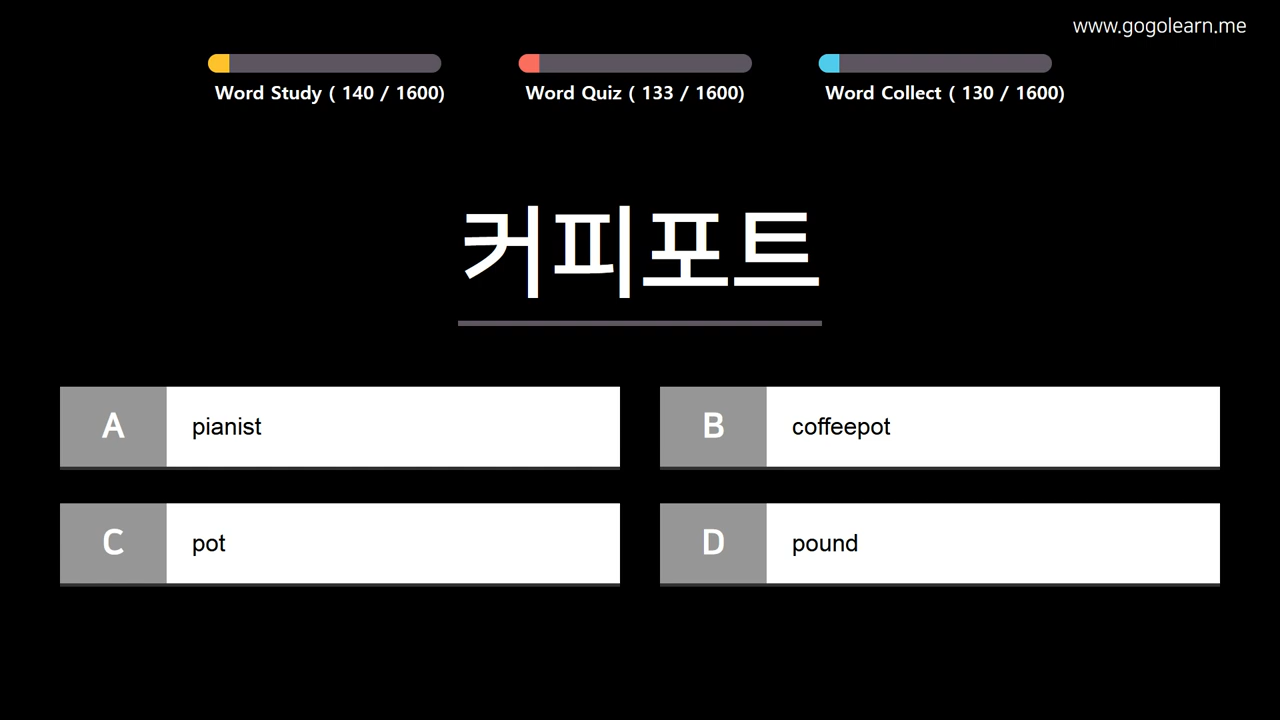 www.gogolearn.me
Word Study ( 140 / 1600)
Word Quiz ( 133 / 1600)
Word Collect ( 130 / 1600)
커피포트
A pianist
B coffeepot
C pot
D pound